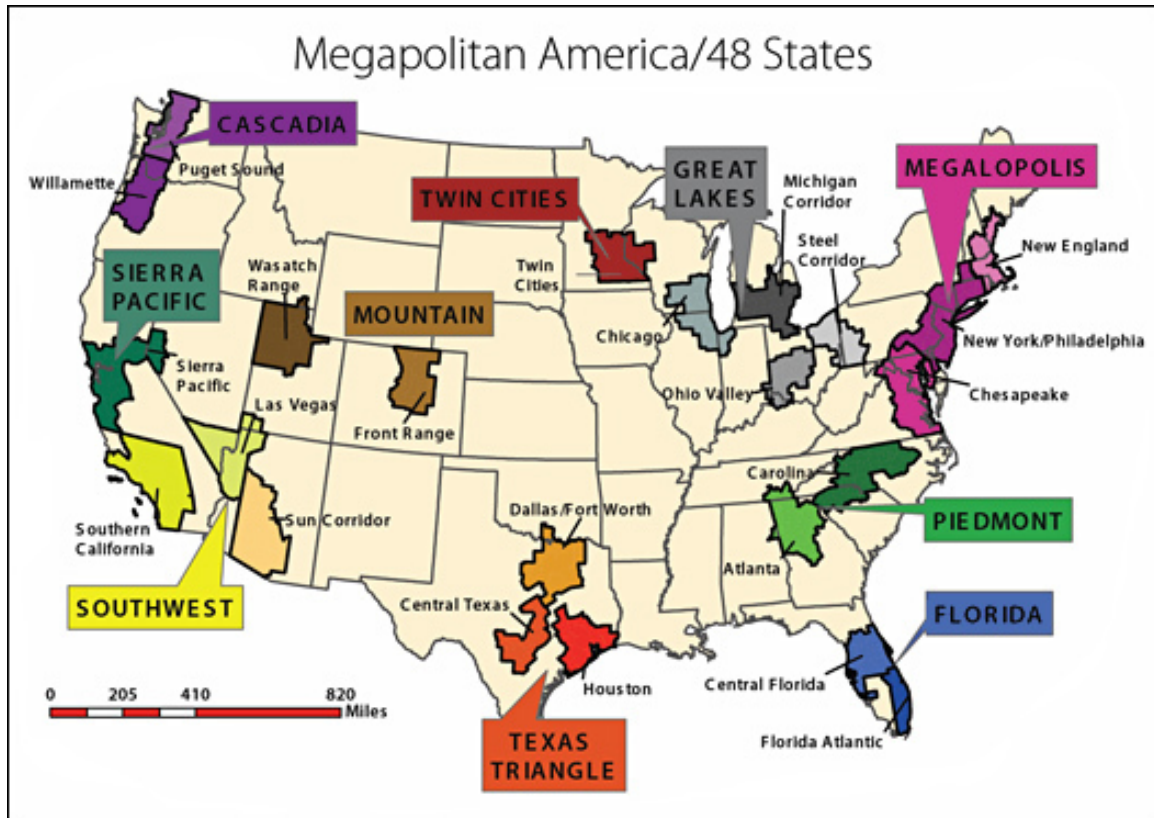 Megapolitan America/48 States
CASCADIA
Puget Sound
Willamette
SIERRA
PACIFIC
Wasatch
Range
MOUNTAIN
TWIN CITIES
Twin
Cities
GREAT
LAKES
Michigan
Corridor
Steel
Corridor
MEGALOPOLIS
New England
Chicago
New York/Philadelphia
Sierra
Pacific
Las Vegas
Front Range
Ohio Valley
Chesapeake
Southern
California
Sun Corridor
SOUTHWEST
Dallas/Fort Worth
Central Texas
Carolina
PIEDMONT
Atlanta
FLORIDA
Houston
Central Florida
Florida Atlantic
TEXAS
TRIANGLE
0 205 410 820
Miles